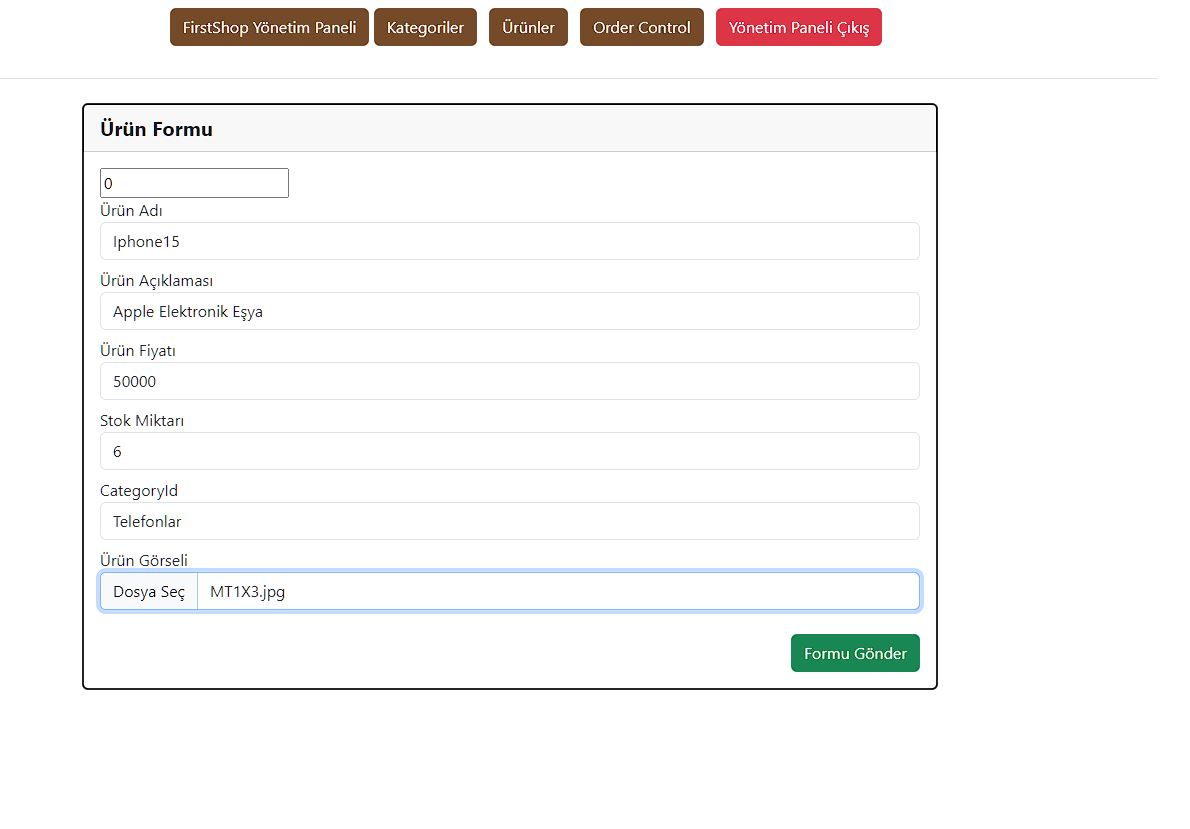 FirstShop Yönetim Paneli Kategoriler Ürünler Order Control Yönetim Paneli Çıkış
Ürün Formu
0
Ürün Adı
Iphone15
Ürün Açıklaması
Apple Elektronik Eşya
Ürün Fiyatı
50000
Stok Miktarı
6
CategoryId
Telefonlar
Ürün Görseli
Dosya Seç MT1X3.jpg
Formu Gönder